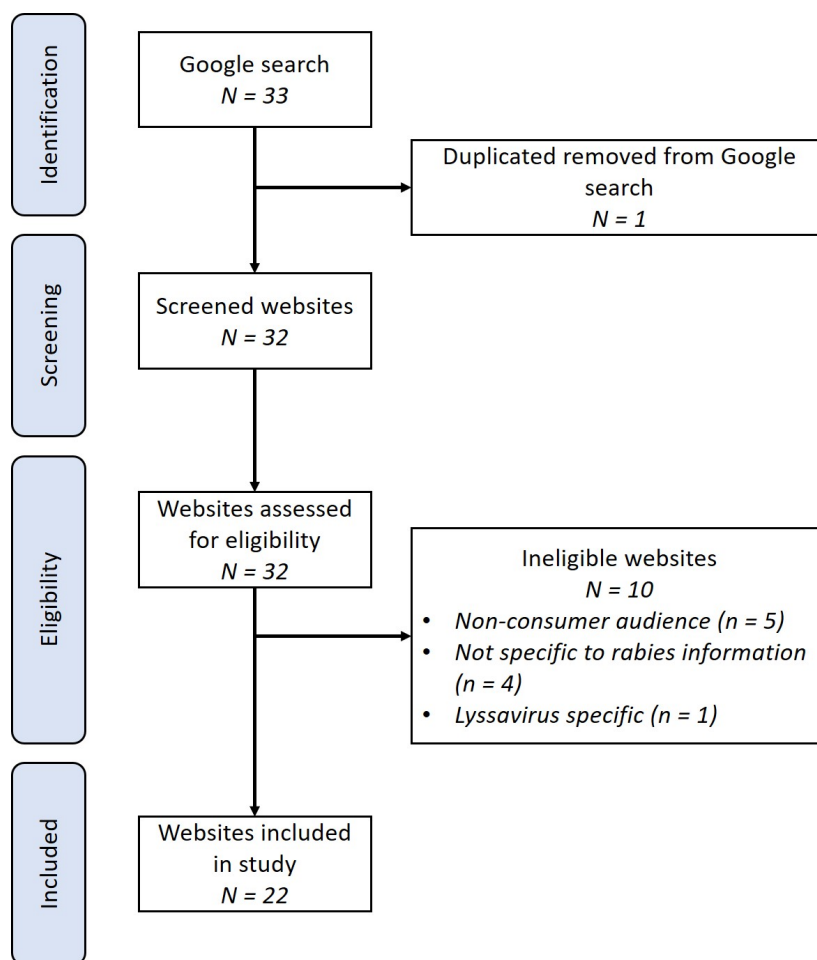 Identification
Google search
N = 33
Duplicated removed from Google
search
N = 1
Screening
Screened websites
N = 32
Eligibility
Websites assessed
for eligibility
N = 32
Ineligible websites
N = 10
• Non-consumer audience (n = 5)
• Not specific to rabies information
(n = 4)
• Lyssavirus specific (n = 1)
Included
Websites included
in study
N = 22